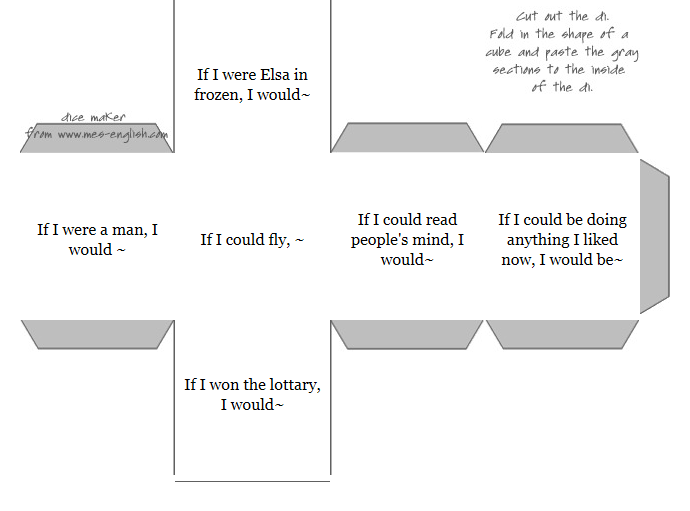 Cut out the di.
Fold in the shape of a
cube and paste the gray
sections to the inside
of the di.
If I were Elsa in
frozen, I would~
dice maker
from www.mes-english.com
If I were a man, I
would ~
If I could fly, ~
If I could read
people's mind, I
would~
If I could be doing
anything I liked
now, I would be~
If I won the lottary,
I would~